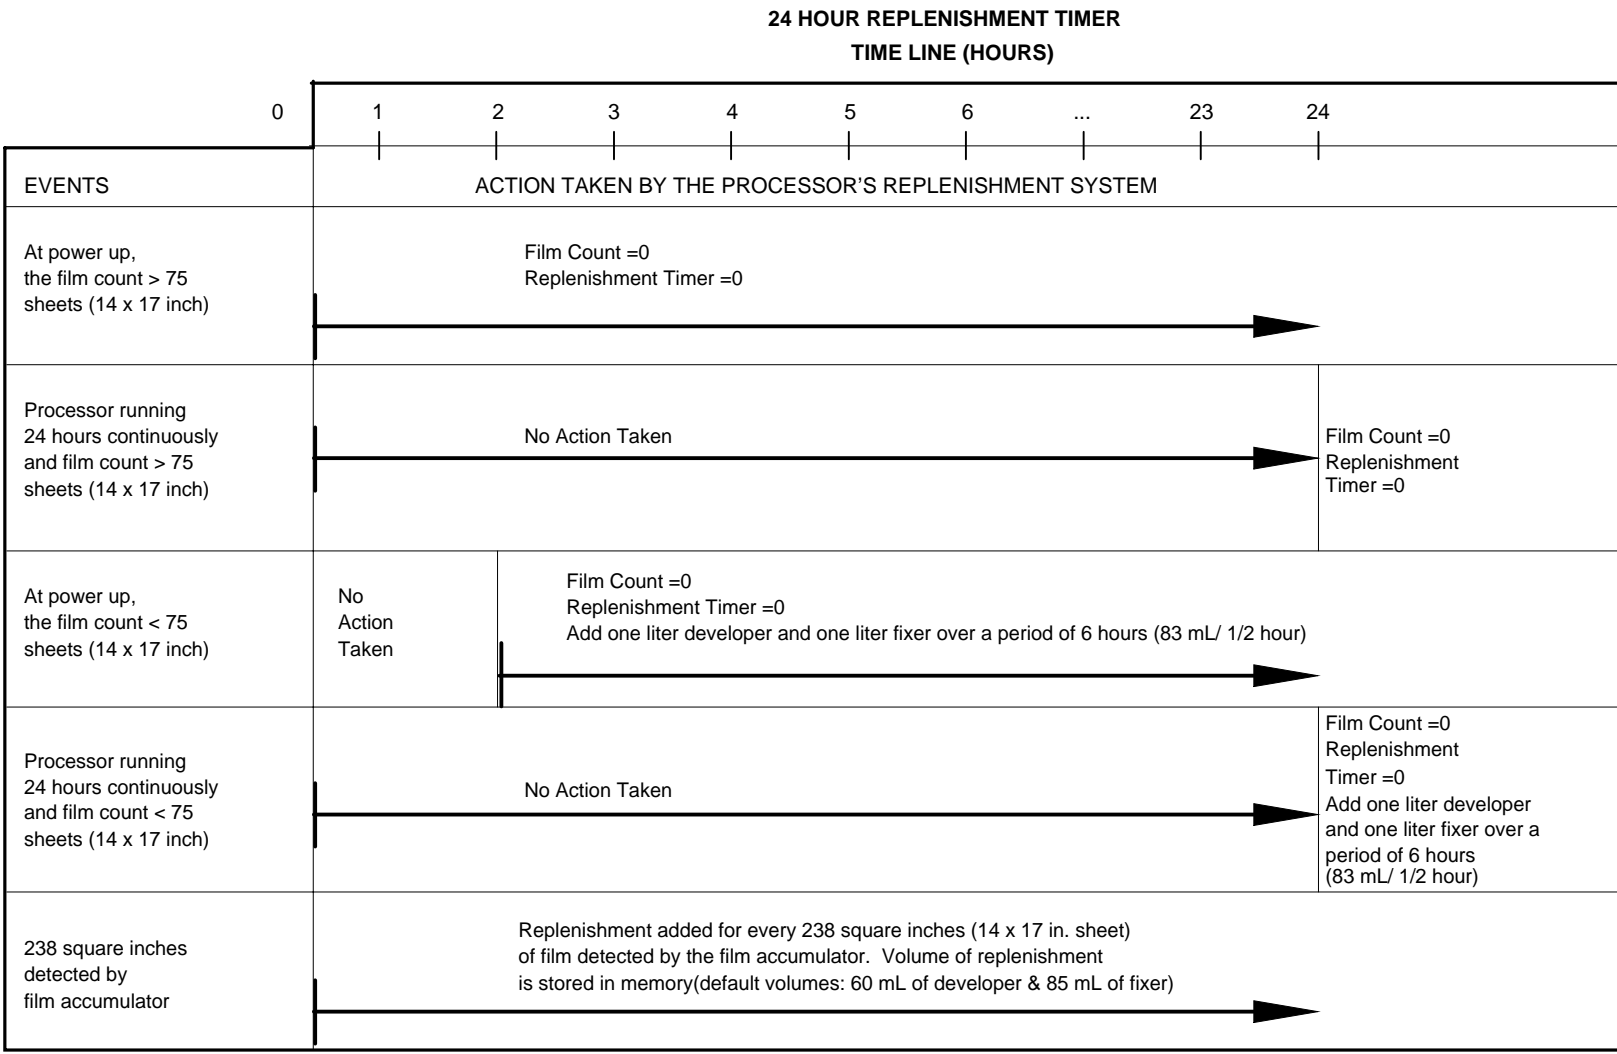 24 HOUR REPLENISHMENT TIMER
TIME LINE (HOURS)
0 1 2 3 4 5 6 ... 23 24
EVENTS
ACTION TAKEN BY THE PROCESSOR'S REPLENISHMENT SYSTEM
At power up,
the film count > 75
sheets (14 x 17 inch)
Film Count =0
Replenishment Timer =0
Processor running
24 hours continuously
and film count > 75
sheets (14 x 17 inch)
No Action Taken
Film Count =0
Replenishment
Timer =0
At power up,
the film count < 75
sheets (14 x 17 inch)
No
Action
Taken
Film Count =0
Replenishment Timer =0
Add one liter developer and one liter fixer over a period of 6 hours (83 mL/ 1/2 hour)
Processor running
24 hours continuously
and film count < 75
sheets (14 x 17 inch)
No Action Taken
Film Count =0
Replenishment
Timer =0
Add one liter developer
and one liter fixer over a
period of 6 hours
(83 mL/ 1/2 hour)
238 square inches
detected by
film accumulator
Replenishment added for every 238 square inches (14 x 17 in. sheet)
of film detected by the film accumulator.  Volume of replenishment
is stored in memory(default volumes: 60 mL of developer & 85 mL of fixer)